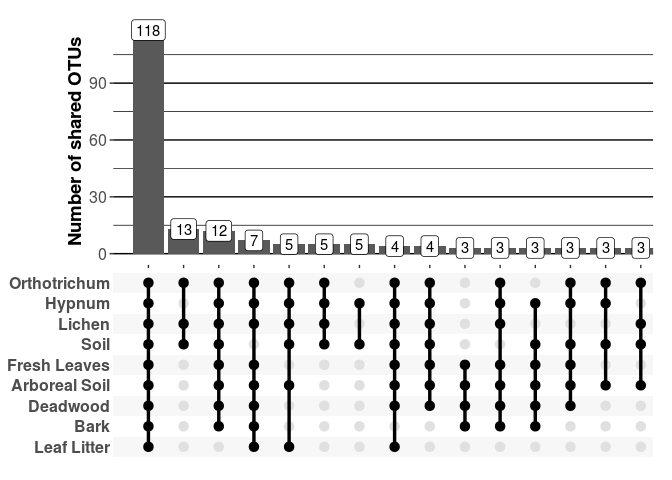 118
Number of shared OTUs
90
60
30
0
13 12 7 5 5 5 4 4 3 3 3 3 3 3
Orthotrichum
Hypnum
Lichen
Soil
Fresh Leaves
Arboreal Soil
Deadwood
Bark
Leaf Litter